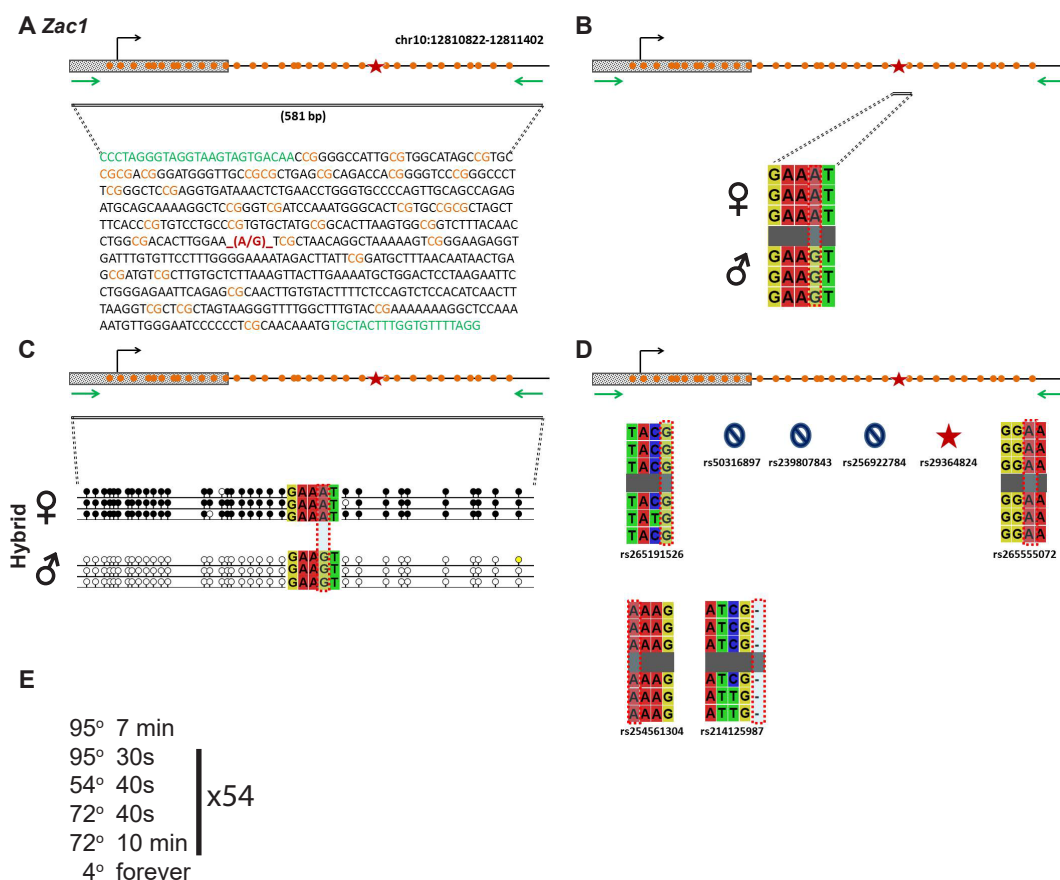 A Zac1
chr10:12810822-12811402
(581 bp)
CCCTAGGGTAGGTAAGTAGTGACAACCGGGGCCATTGCGTGGCATAGCCGTGC
CGCGACGGGATGGGTTGCCGCGCTGAGCGCAGACCACGGGGTCCCGGGCCCT
TCGGGCTCCGAGGTGATAAACTCTGAACCTGGGTGCCCCAGTTGCAGCCAGAG
ATGCAGCAAAAGGCTCCGGGTCGATCCAAATGGGCACTCGTGCCGCGCTAGCT
TTCACCCGTGTCCTGCCCGTGTGCTATGCGGCACTTAAGTGGCGGTCTTTACAAC
CTGGCGACACTTGGAA_(A/G)_TCGCTAACAGGCTAAAAAGTCGGGAAGAGGT
GATTTGTGTTCCTTTGGGGAAAATAGACTTATTCGGATGCTTTAACAATAACTGA
GCGATGTCGCTTGTGCTCTTAAAGTTACTTGAAAATGCTGGACTCCTAAGAATTC
CTGGGAGAATTCAGAGCGCAACTTGTGTACTTTTCTCCAGTCTCCACATCAACTT
TAAGGTCGCTCGCTAGTAAGGGTTTTGGCTTTGTACCGAAAAAAAGGCTCCAAA
AATGTTGGGAATCCCCCCTCGCAACAAATGTGCTACTTTGGTGTTTTAGG
B
GAAAT
GAAAT
GAAAT
GAAGT
GAAGT
GAAGT
C
Hybrid
GAAAT
GAAAT
GAAAT
GAAGT
GAAGT
GAAGT
D
TACG
TACG
TACG
TACG
TATG
TACG
rs265191526
rs50316897
rs239807843
rs256922784
rs29364824
GGAA
GGAA
GGAA
GGAA
GGAA
GGAA
rs265555072
AAAG
AAAG
AAAG
AAAG
AAAG
AAAG
rs254561304
ATCG-
ATCG-
ATCG-
ATCG-
ATTG-
ATTG-
rs214125987
E
95° 7 min
95° 30s
54° 40s
72° 40s
72° 10 min
4° forever
x54